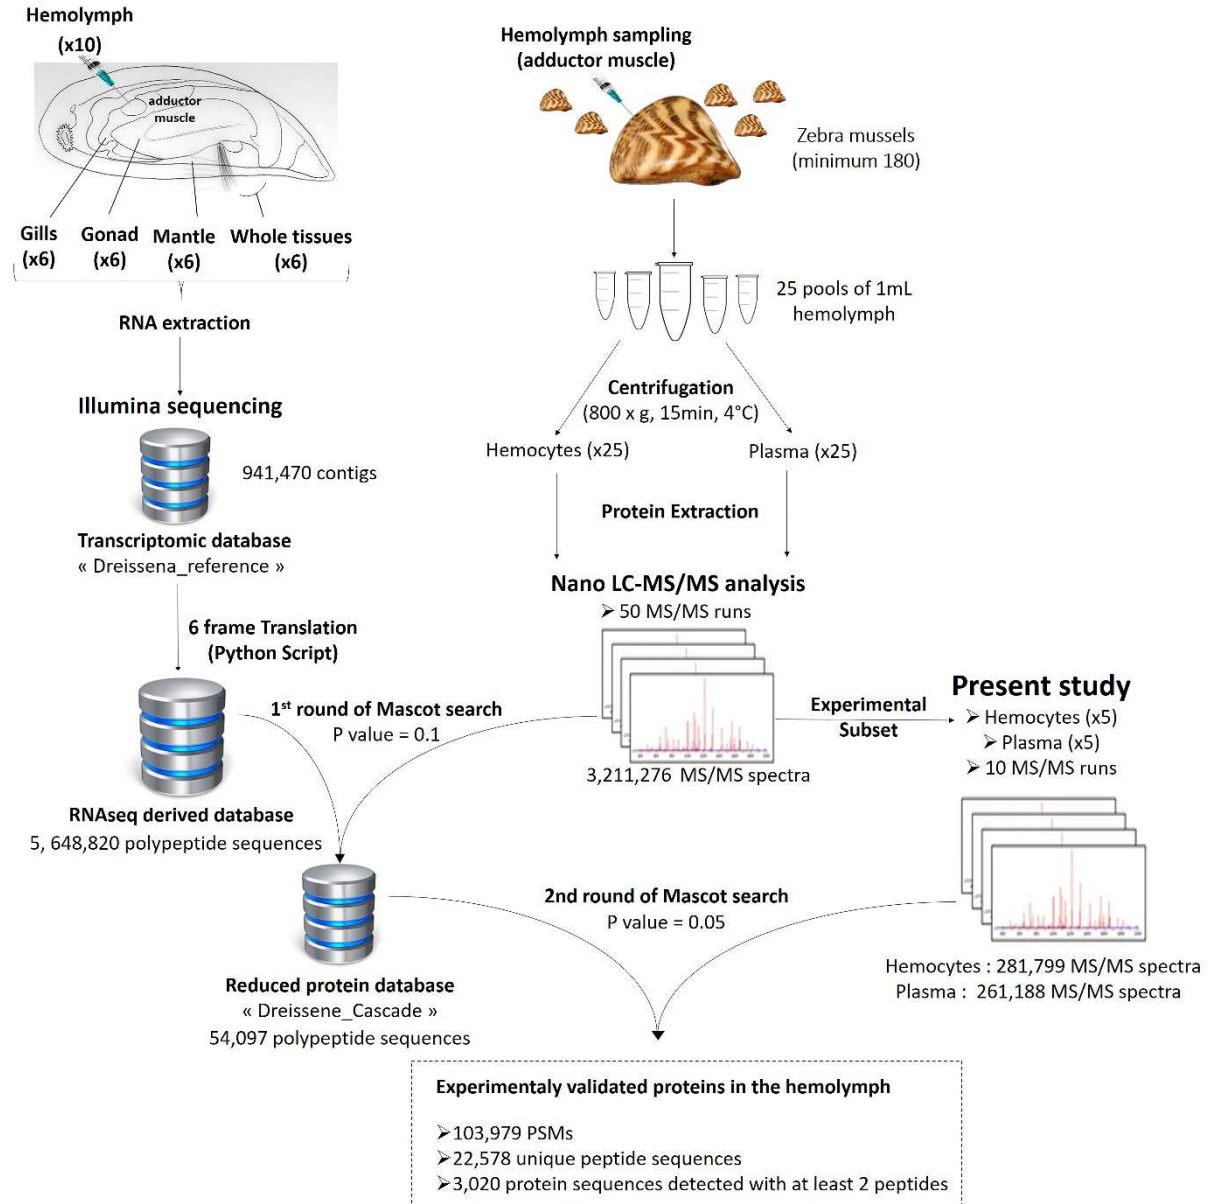 Hemolymph
(x10)
adductor
muscle
Gills
(x6)
Gonad
(x6)
Mantle
(x6)
Whole tissues
(x6)
RNA extraction
Illumina sequencing
941,470 contigs
Transcriptomic database
« Dreissena_reference »
6 frame Translation
(Python Script)
RNAseq derived database
5, 648,820 polypeptide sequences
1st round of Mascot search
P value = 0.1
Reduced protein database
« Dreissene_Cascade »
54,097 polypeptide sequences
Hemolymph sampling
(adductor muscle)
Zebra mussels
(minimum 180)
25 pools of 1mL
hemolymph
Centrifugation
(800 x g, 15min, 4°C)
Hemocytes (x25)
Plasma (x25)
Protein Extraction
Nano LC-MS/MS analysis
➢ 50 MS/MS runs
3,211,276 MS/MS spectra
Experimental
Subset
Present study
➢ Hemocytes (x5)
➢ Plasma (x5)
➢ 10 MS/MS runs
Hemocytes : 281,799 MS/MS spectra
Plasma : 261,188 MS/MS spectra
2nd round of Mascot search
P value = 0.05
Experimentaly validated proteins in the hemolymph
➢103,979 PSMs
➢22,578 unique peptide sequences
➢3,020 protein sequences detected with at least 2 peptides